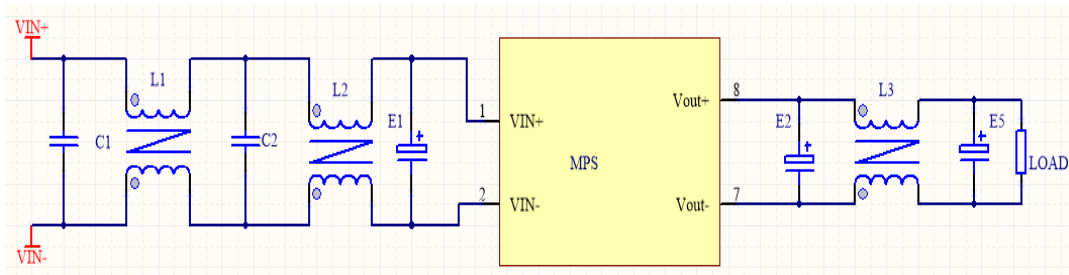 VIN+
L1
L2
C1
C2
E1
VIN-
1
VIN+
2
VIN-
MPS
Vout+
8
Vout-
7
E2
L3
E5
LOAD